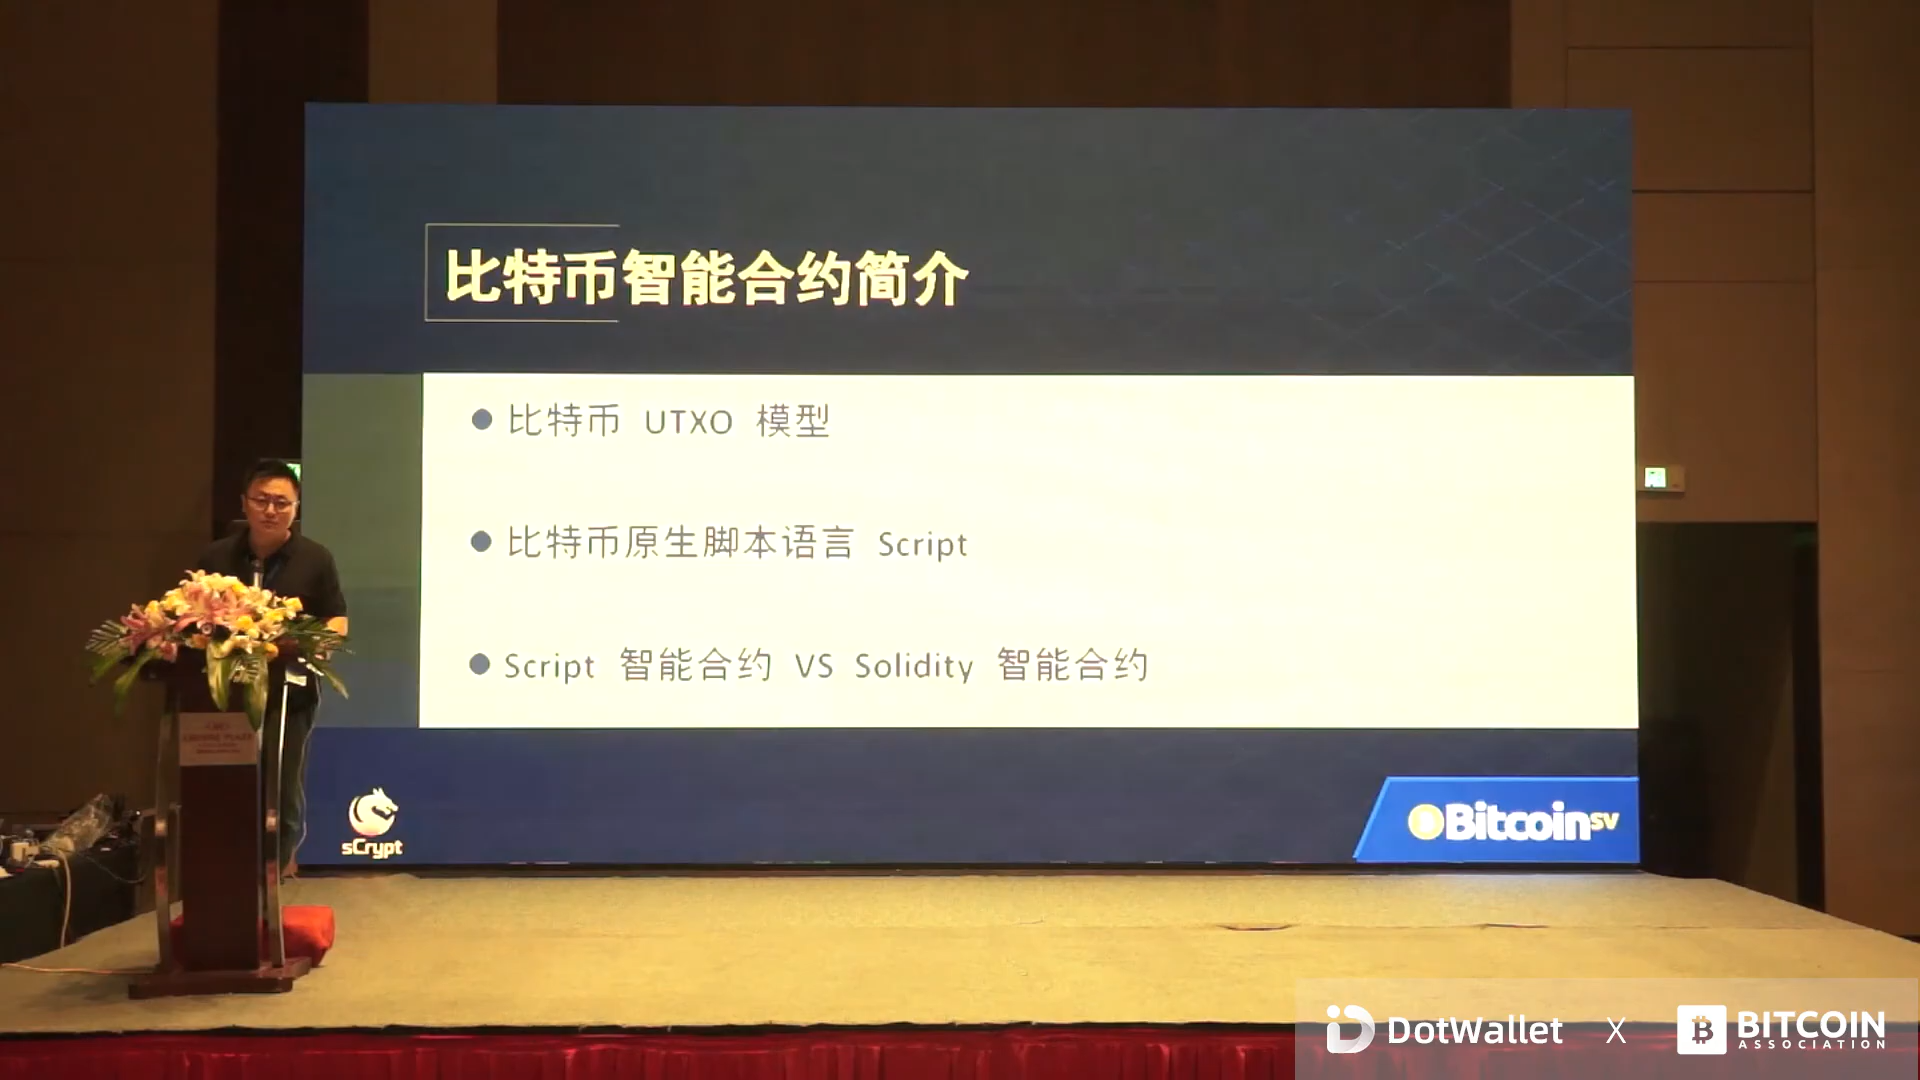 比特币智能合约简介
比特币 UTXO 模型
比特币原生脚本语言 Script
Script 智能合约 VS Solidity 智能合约
sCrypt
BitcoinSV
DotWallet X BITCOIN ASSOCIATION